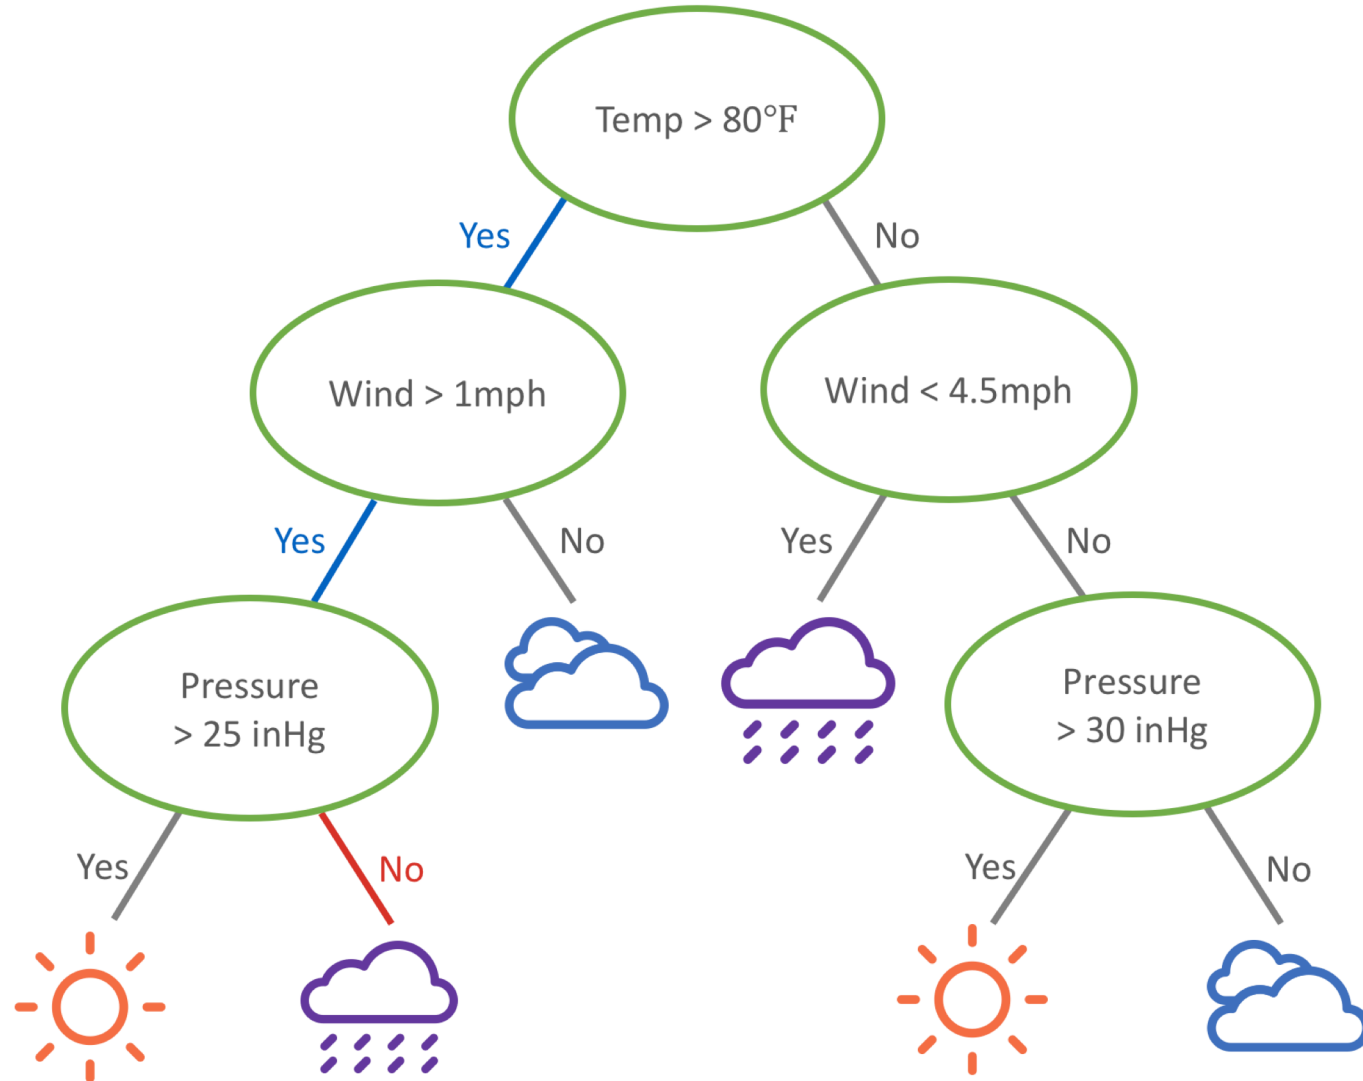 Temp > 80°F
Yes
No
Wind > 1mph
Wind < 4.5mph
Yes
No
Yes
No
Pressure
> 25 inHg
Pressure
> 30 inHg
Yes
No
Yes
No